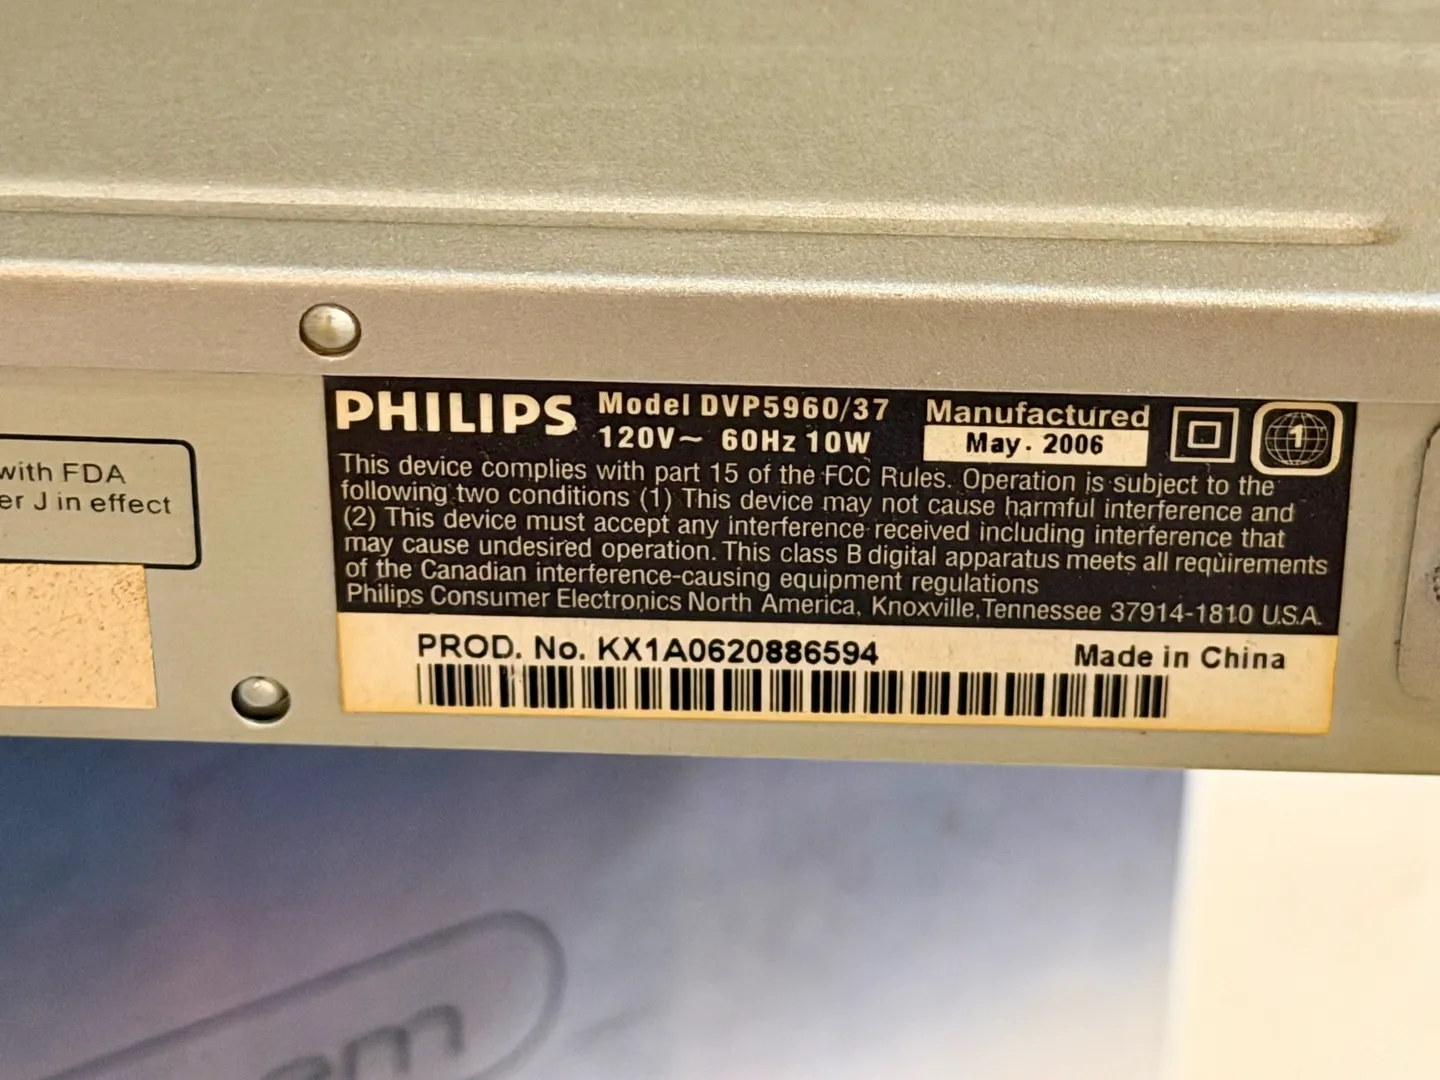 with FDA
er J in effect
PHILIPS
Model DVP5960/37
120V~ 60Hz 10W
Manufactured
May. 2006
1
This device complies with part 15 of the FCC Rules. Operation is subject to the
following two conditions (1) This device may not cause harmful interference and
(2) This device must accept any interference received including interference that
may cause undesired operation. This class B digital apparatus meets all requirements
of the Canadian interference-causing equipment regulations
Philips Consumer Electronics North America, Knoxville, Tennessee 37914-1810 U.S.A.
PROD. No. KX1A0620886594
Made in China
em